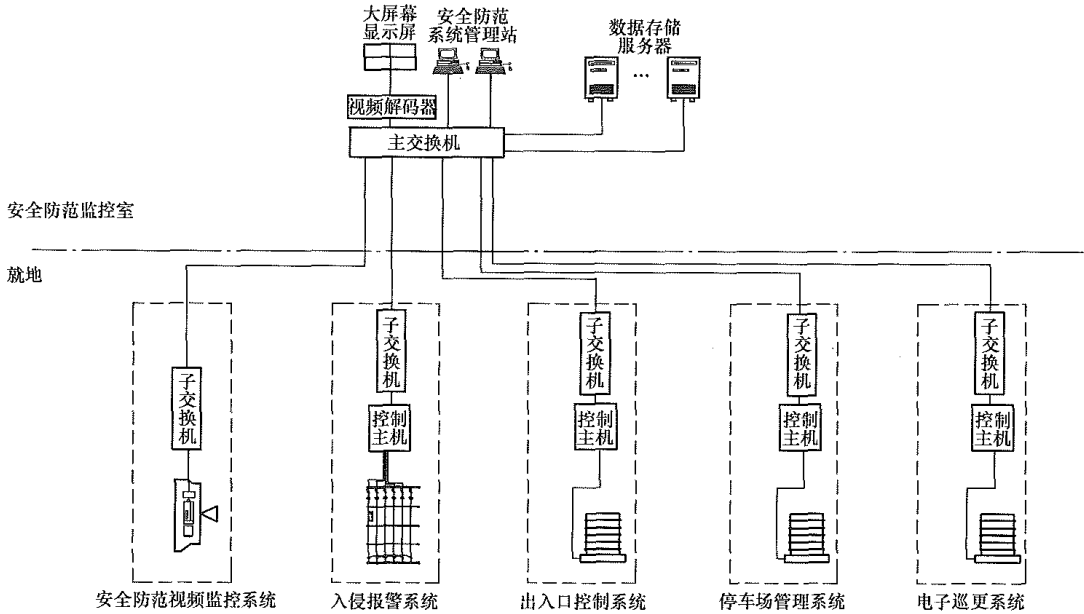 大屏幕
显示屏
安全防范
系统管理站
数据存储
服务器
…
视频解码器
主交换机
安全防范监控室
就地
子交换机
子交换机
控制
主机
子交换机
控制
主机
子交换机
控制
主机
子交换机
控制
主机
安全防范视频监控系统
入侵报警系统
出入口控制系统
停车场管理系统
电子巡更系统